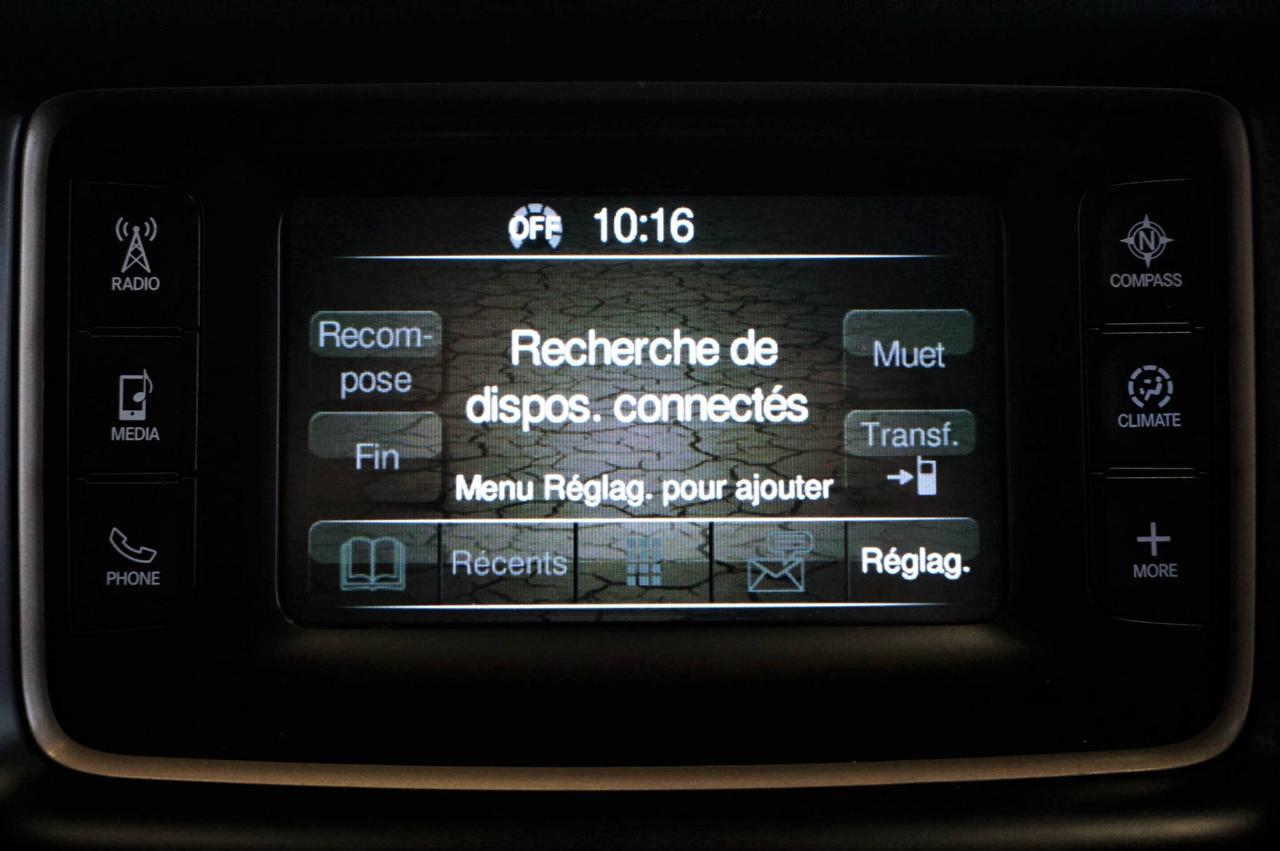 OFF 10:16
RADIO
MEDIA
PHONE
Recom-
pose
Fin
Recherche de
dispos. connectés
Menu Réglag. pour ajouter
Muet
Transf.
Récents
Réglag.
N
COMPASS
CLIMATE
MORE